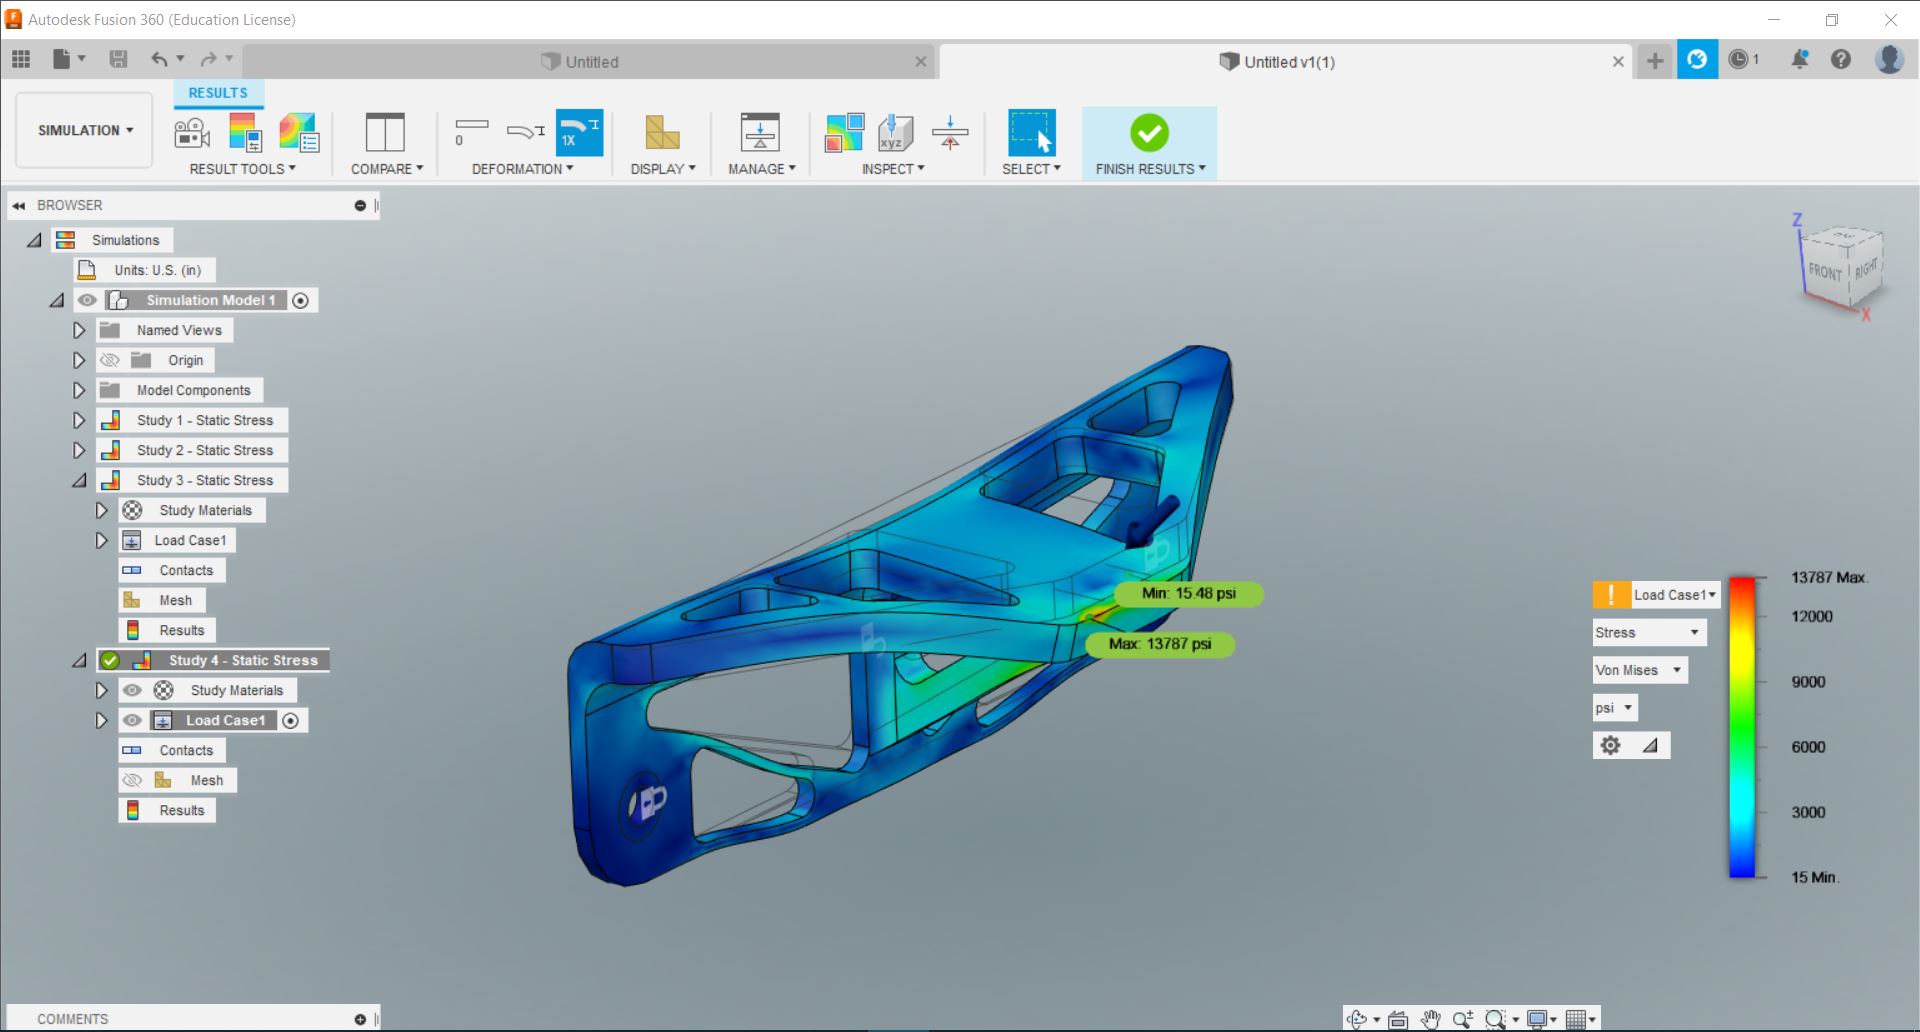 Autodesk Fusion 360 (Education License)
Untitled
Untitled v1(1)
1
SIMULATION
RESULTS
0
1X
xyz
RESULT TOOLS
COMPARE
DEFORMATION
DISPLAY
MANAGE
INSPECT
SELECT
FINISH RESULTS
BROWSER
Simulations
Units: U.S. (in)
Simulation Model 1
Named Views
Origin
Model Components
Study 1 - Static Stress
Study 2 - Static Stress
Study 3 - Static Stress
Study Materials
Load Case1
Contacts
Mesh
Results
Study 4 - Static Stress
Study Materials
Load Case1
Contacts
Mesh
Results
Z
FRONT
RIGHT
X
Min: 15.48 psi
Max: 13787 psi
Load Case1
Stress
Von Mises
psi
13787 Max.
12000
9000
6000
3000
15 Min.
COMMENTS